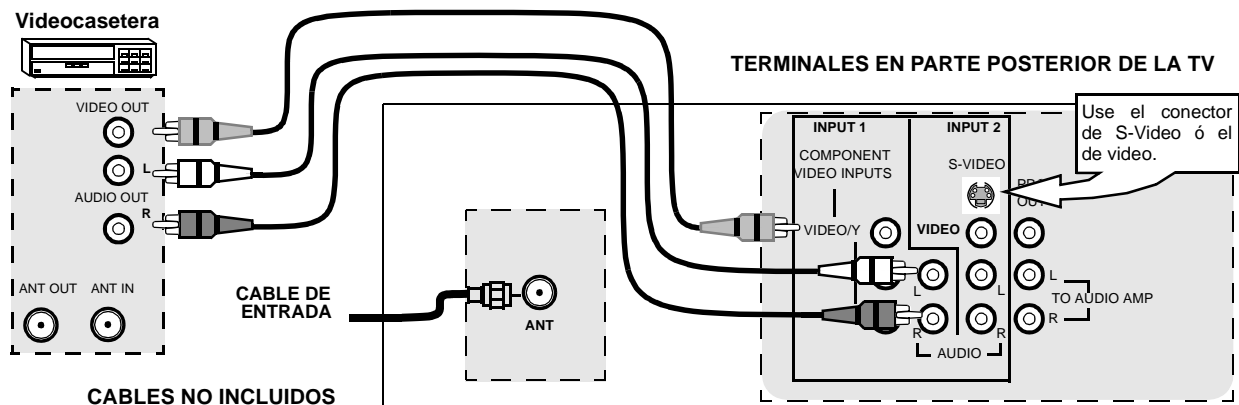 Videocasetera
TERMINALES EN PARTE POSTERIOR DE LA TV
VIDEO OUT
L
AUDIO OUT
R
ANT OUT ANT IN
CABLE DE
ENTRADA
ANT
CABLES NO INCLUIDOS
INPUT 1
INPUT 2
COMPONENT
VIDEO INPUTS
S-VIDEO
Use el conector
de S-Video ó el
de video.
OUT
VIDEO/Y
VIDEO
L
L
L
TO AUDIO AMP
R
R
R
AUDIO